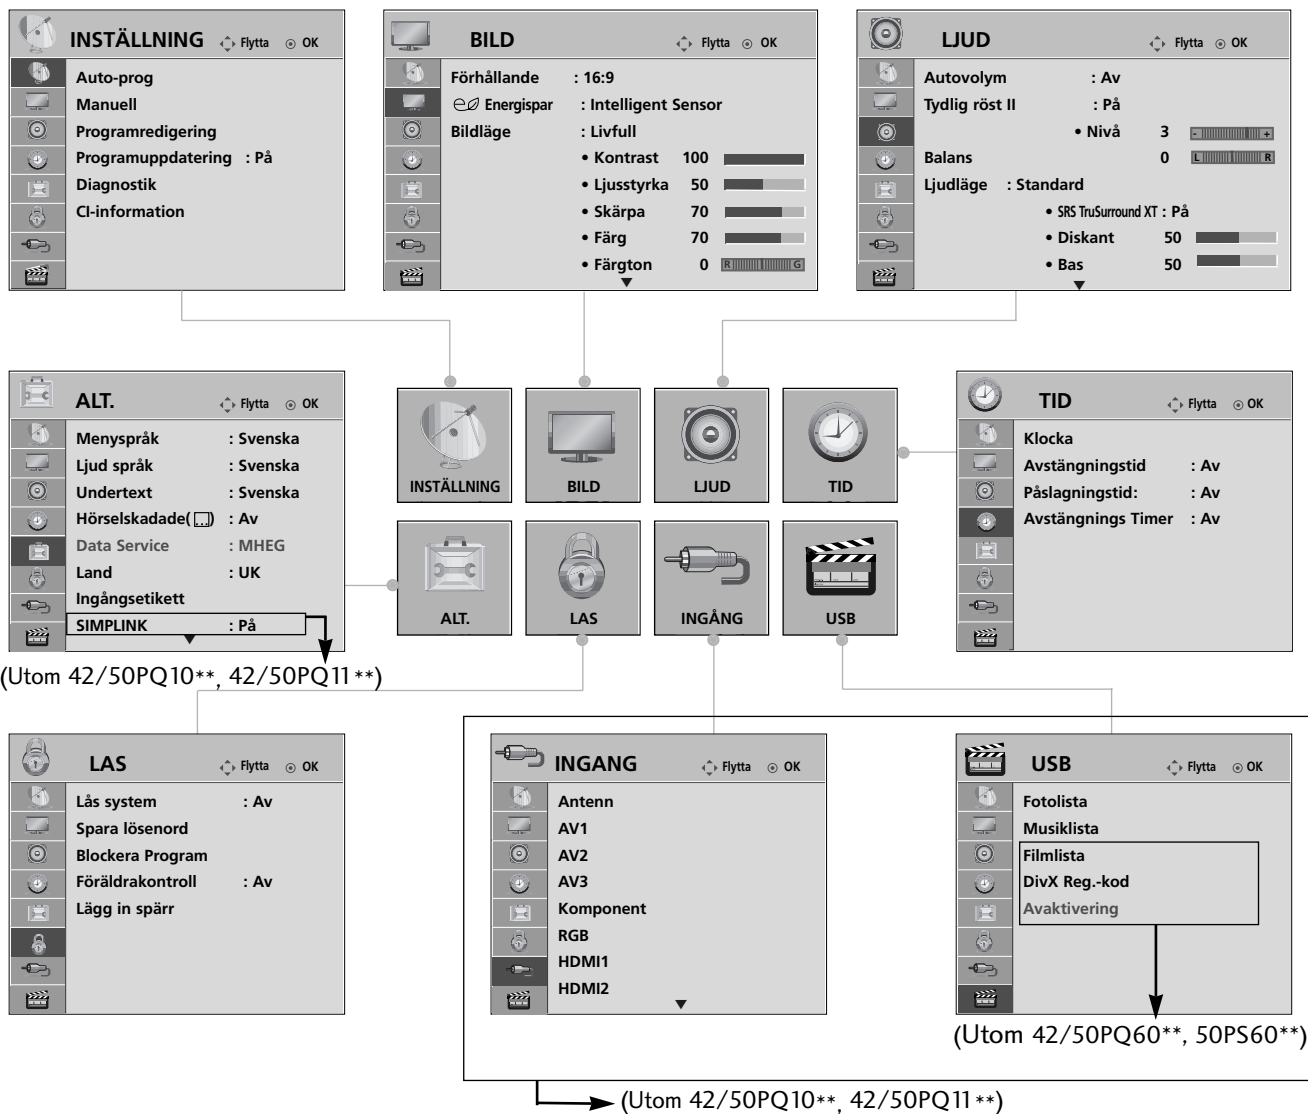 INSTÄLLNING Flytta OK
Auto-prog
Manuell
Programredigering
Programuppdatering : På
Diagnostik
CI-information
BILD Flytta OK
Förhållande : 16:9
Energispar : Intelligent Sensor
Bildläge : Livfull
• Kontrast 100
• Ljusstyrka 50
• Skärpa 70
• Färg 70
• Färgton 0 R G
LJUD Flytta OK
Autovolym : Av
Tydlig röst II : På
• Nivå 3 - +
Balans 0 L R
Ljudläge : Standard
• SRS TruSurround XT : På
• Diskant 50
• Bas 50
ALT. Flytta OK
Menyspråk : Svenska
Ljud språk : Svenska
Undertext : Svenska
Hörselskadade( ) : Av
Data Service : MHEG
Land : UK
Ingångsetikett
SIMPLINK : På
(Utom 42/50PQ10**, 42/50PQ11**)
INSTÄLLNING
BILD
LJUD
TID
ALT.
LAS
INGÅNG
USB
TID Flytta OK
Klocka
Avstängningstid : Av
Påslagningstid: : Av
Avstängnings Timer : Av
LAS Flytta OK
Lås system : Av
Spara lösenord
Blockera Program
Föräldrakontroll : Av
Lägg in spärr
INGANG Flytta OK
Antenn
AV1
AV2
AV3
Komponent
RGB
HDMI1
HDMI2
USB Flytta OK
Fotolista
Musiklista
Filmlista
DivX Reg.-kod
Avaktivering
(Utom 42/50PQ60**, 50PS60**)
(Utom 42/50PQ10**, 42/50PQ11**)